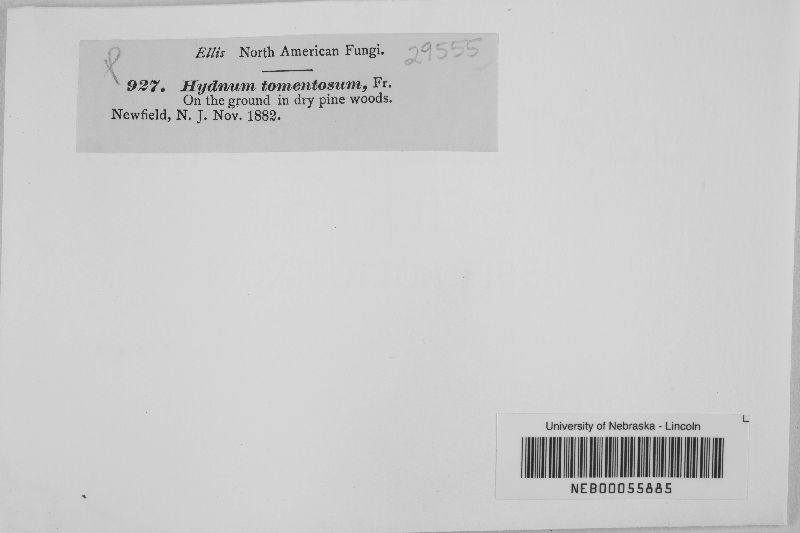 Ellis North American Fungi. 29555
927. Hydnum tomentosum, Fr.
On the ground in dry pine woods.
Newfield, N. J. Nov. 1882.
University of Nebraska - Lincoln
NEB00055885